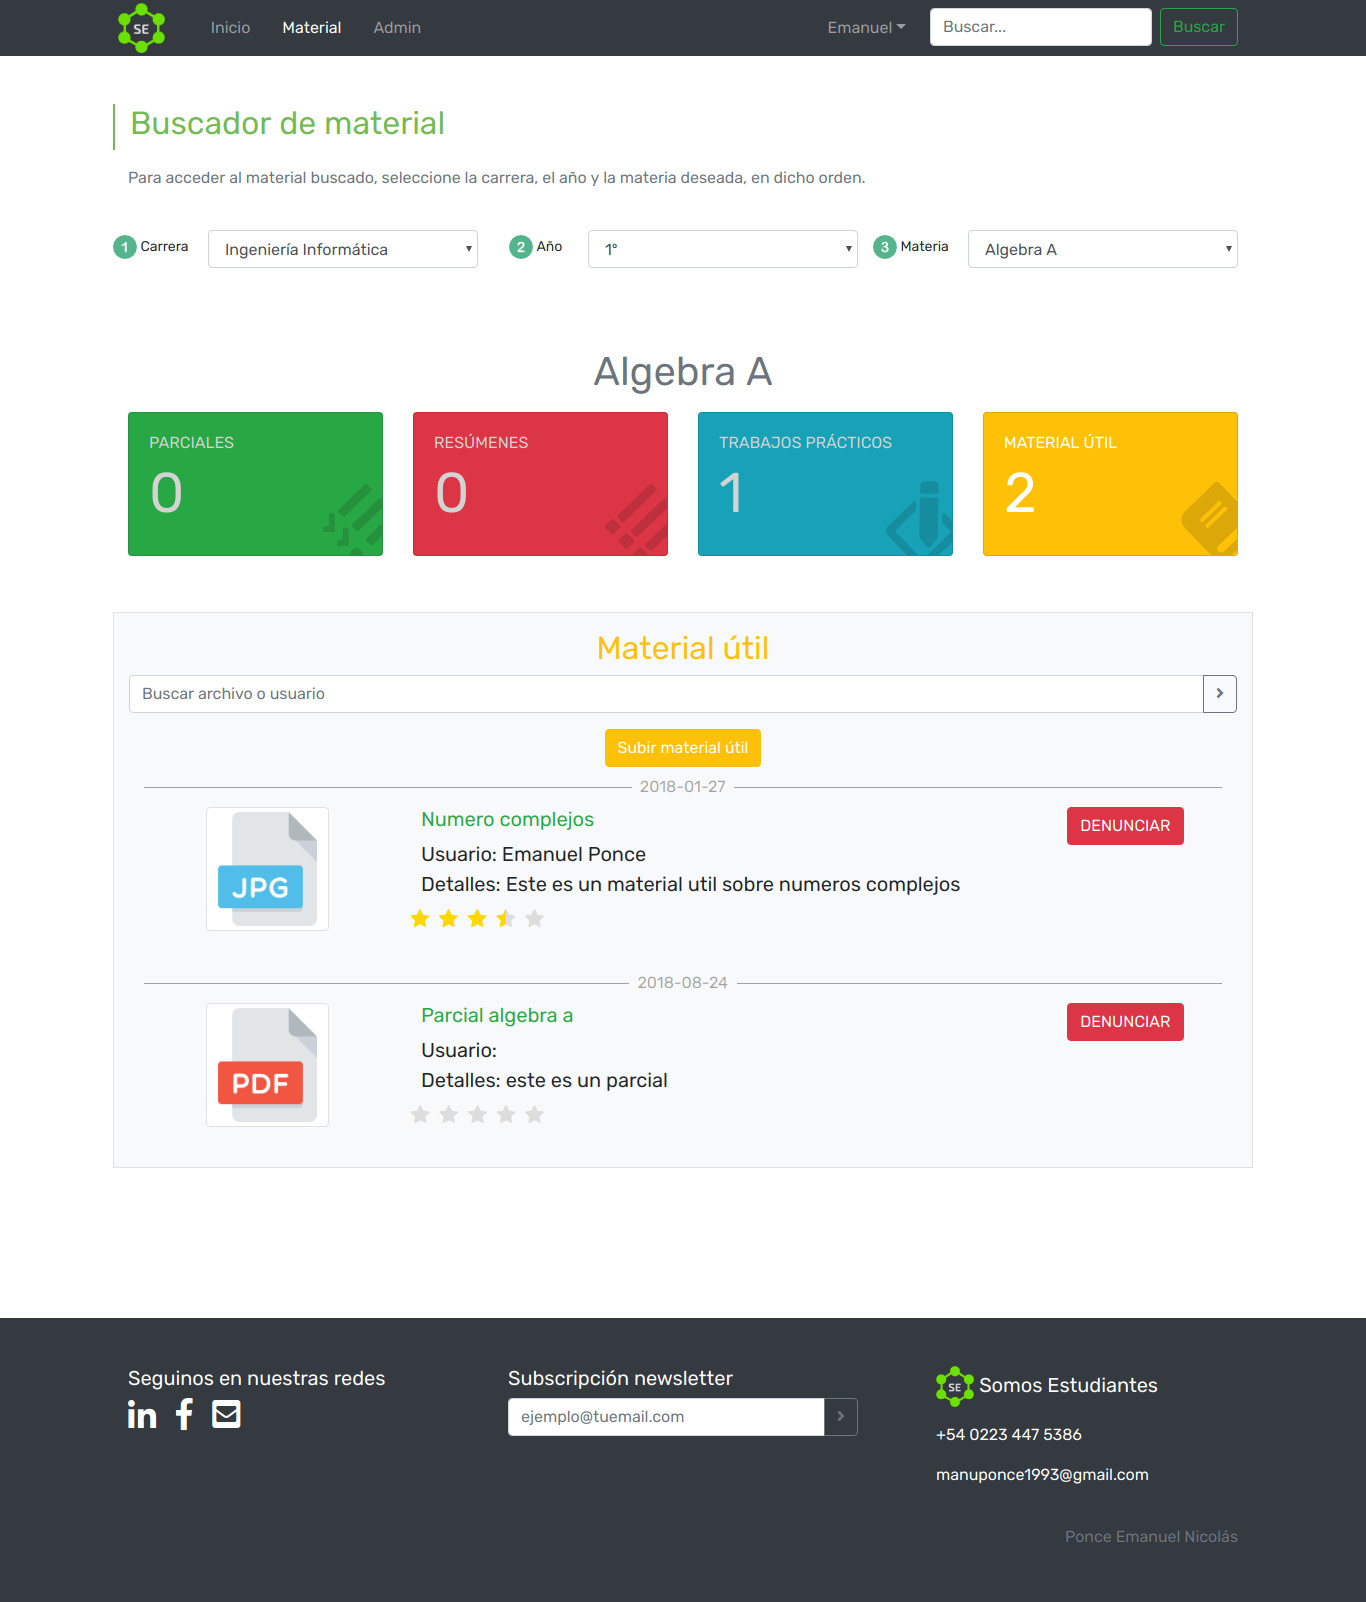 SE Inicio Material Admin Emanuel Buscar... Buscar
Buscador de material
Para acceder al material buscado, seleccione la carrera, el año y la materia deseada, en dicho orden.
1 Carrera Ingeniería Informática 2 Año 1º 3 Materia Algebra A
Algebra A
PARCIALES
0
RESÚMENES
0
TRABAJOS PRÁCTICOS
1
MATERIAL ÚTIL
2
Material útil
Buscar archivo o usuario
Subir material útil
2018-01-27
JPG
Numero complejos
Usuario: Emanuel Ponce
Detalles: Este es un material util sobre numeros complejos
DENUNCIAR
2018-08-24
PDF
Parcial algebra a
Usuario:
Detalles: este es un parcial
DENUNCIAR
Seguinos en nuestras redes
in f
Subscripción newsletter
ejemplo@tuemail.com
SE Somos Estudiantes
+54 0223 447 5386
manuponce1993@gmail.com
Ponce Emanuel Nicolás